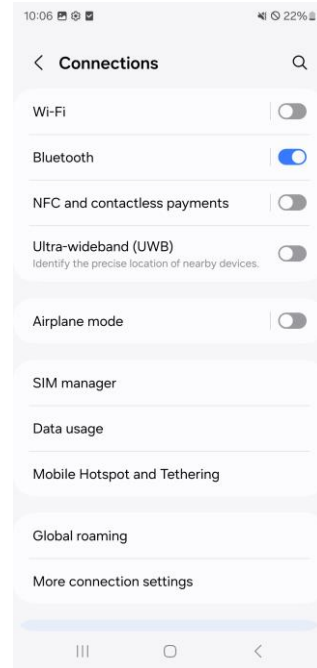 10:06 22%
Connections
Wi-Fi
Bluetooth
NFC and contactless payments
Ultra-wideband (UWB)
Identify the precise location of nearby devices.
Airplane mode
SIM manager
Data usage
Mobile Hotspot and Tethering
Global roaming
More connection settings